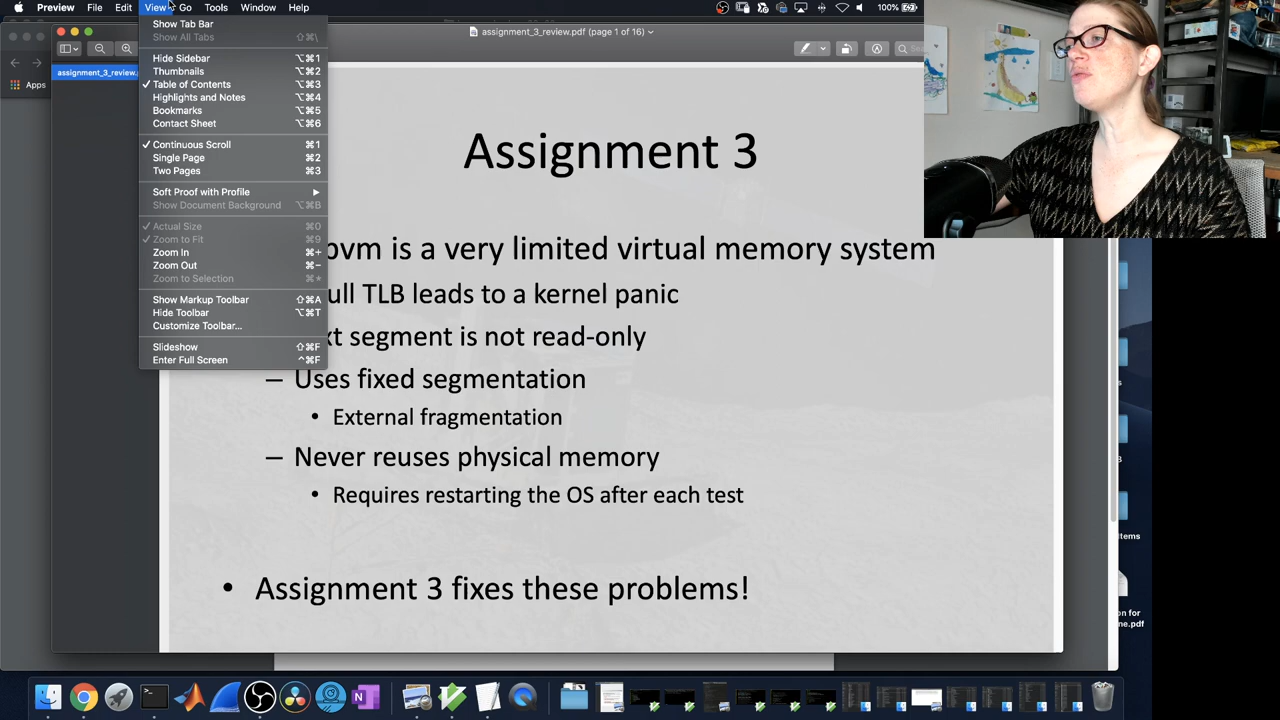 Preview File Edit View Go Tools Window Help
100%
assignment_3_review.pdf (page 1 of 16)
Apps
assignment_3_review.
Show Tab Bar
Show All Tabs ⇧⌘\
Hide Sidebar ⌥⌘1
Thumbnails ⌥⌘2
✓ Table of Contents ⌥⌘3
Highlights and Notes ⌥⌘4
Bookmarks ⌥⌘5
Contact Sheet ⌥⌘6
✓ Continuous Scroll ⌘1
Single Page ⌘2
Two Pages ⌘3
Soft Proof with Profile
Show Document Background ⌥⌘B
✓ Actual Size ⌘0
✓ Zoom to Fit ⌘9
Zoom In ⌘+
Zoom Out ⌘−
Zoom to Selection ⌘*
Show Markup Toolbar ⇧⌘A
Hide Toolbar ⌥⌘T
Customize Toolbar...
Slideshow ⇧⌘F
Enter Full Screen ^⌘F
Assignment 3
bvm is a very limited virtual memory system
ull TLB leads to a kernel panic
xt segment is not read-only
– Uses fixed segmentation
• External fragmentation
– Never reuses physical memory
• Requires restarting the OS after each test
• Assignment 3 fixes these problems!
Items
on for
ne.pdf